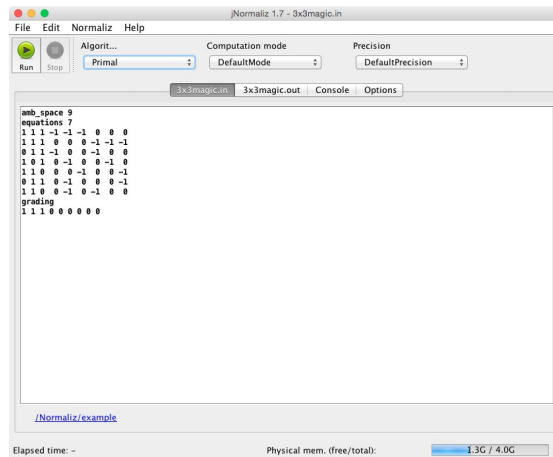 jNormaliz 1.7 - 3x3magic.in
File Edit Normaliz Help
Algorit... Computation mode Precision
Run Stop Primal DefaultMode DefaultPrecision
3x3magic.in 3x3magic.out Console Options
amb_space 9
equations 7
1 1 1 -1 -1 -1 0 0 0
1 1 1 0 0 0 -1 -1 -1
0 1 1 -1 0 0 -1 0 0
1 0 1 0 -1 0 0 -1 0
1 1 0 0 0 -1 0 0 -1
0 1 1 0 -1 0 0 0 -1
1 1 0 0 -1 0 -1 0 0
grading
1 1 1 0 0 0 0 0 0
/Normaliz/example
Elapsed time: - Physical mem. (free/total): 1.3G / 4.0G